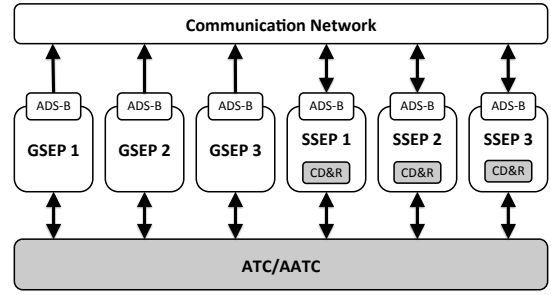 Communication Network
ADS-B ADS-B ADS-B ADS-B ADS-B ADS-B
GSEP 1 GSEP 2 GSEP 3 SSEP 1 SSEP 2 SSEP 3
CD&R CD&R CD&R
ATC/AATC